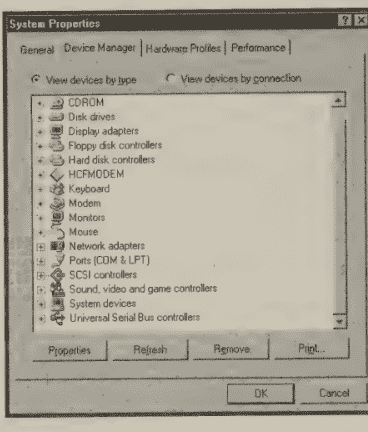 System Properties
General Device Manager Hardware Profiles Performance
View devices by type View devices by connection
CDROM
Disk drives
Display adapters
Floppy disk controllers
Hard disk controllers
HCFMODEM
Keyboard
Modem
Monitors
Mouse
Network adapters
Ports (COM & LPT)
SCSI controllers
Sound, video and game controllers
System devices
Universal Serial Bus controllers
Properties Refresh Remove Print...
OK Cancel